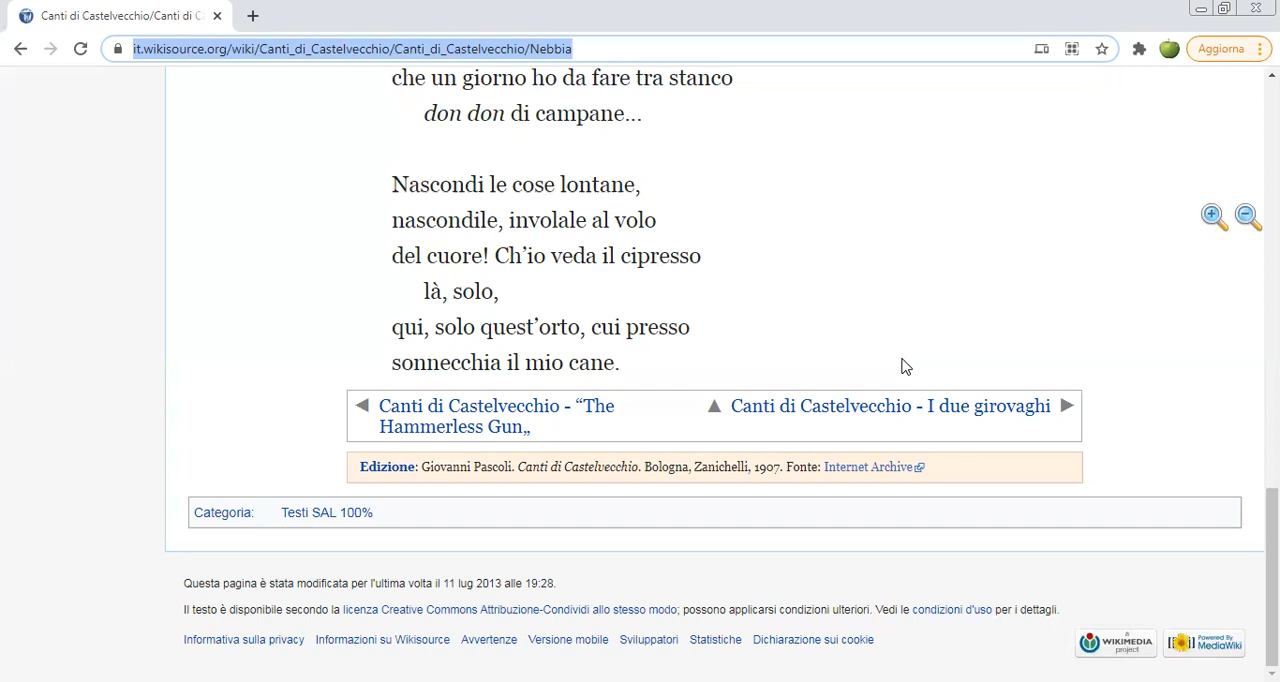 Canti di Castelvecchio/Canti di C
it.wikisource.org/wiki/Canti_di_Castelvecchio/Canti_di_Castelvecchio/Nebbia
Aggiorna
che un giorno ho da fare tra stanco
don don di campane...
Nascondi le cose lontane,
nascondile, involale al volo
del cuore! Ch’io veda il cipresso
là, solo,
qui, solo quest’orto, cui presso
sonnecchia il mio cane.
Canti di Castelvecchio - “The
Hammerless Gun„
Canti di Castelvecchio - I due girovaghi
Edizione: Giovanni Pascoli. Canti di Castelvecchio. Bologna, Zanichelli, 1907. Fonte: Internet Archive
Categoria: Testi SAL 100%
Questa pagina è stata modificata per l'ultima volta il 11 lug 2013 alle 19:28.
Il testo è disponibile secondo la licenza Creative Commons Attribuzione-Condividi allo stesso modo; possono applicarsi condizioni ulteriori. Vedi le condizioni d'uso per i dettagli.
Informativa sulla privacy Informazioni su Wikisource Avvertenze Versione mobile Sviluppatori Statistiche Dichiarazione sui cookie
a
WIKIMEDIA
project
Powered By
MediaWiki